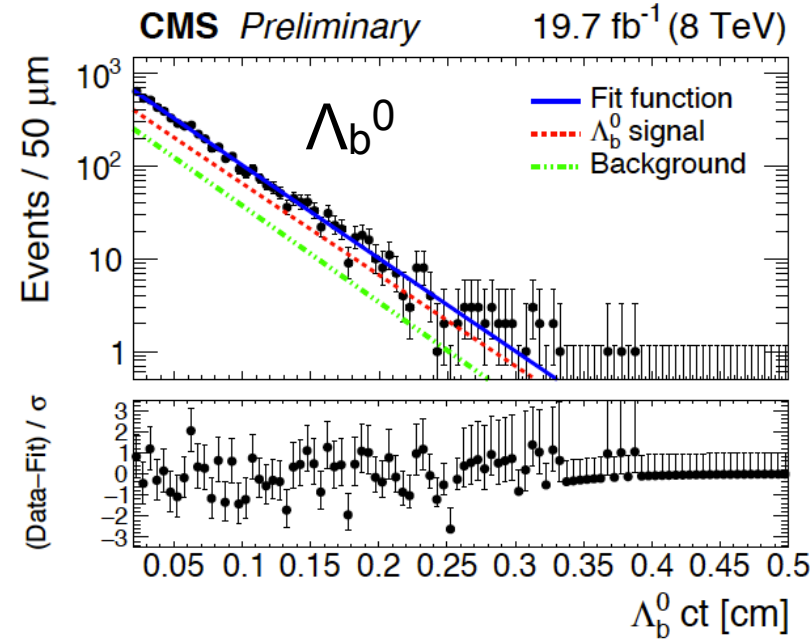 CMS Preliminary 19.7 fb⁻¹ (8 TeV)
Events / 50 μm
10³
10²
10
1
Λb⁰
Fit function
Λb⁰ signal
Background
(Data−Fit) / σ
3
2
1
0
−1
−2
−3
0.05 0.1 0.15 0.2 0.25 0.3 0.35 0.4 0.45 0.5
Λb⁰ ct [cm]